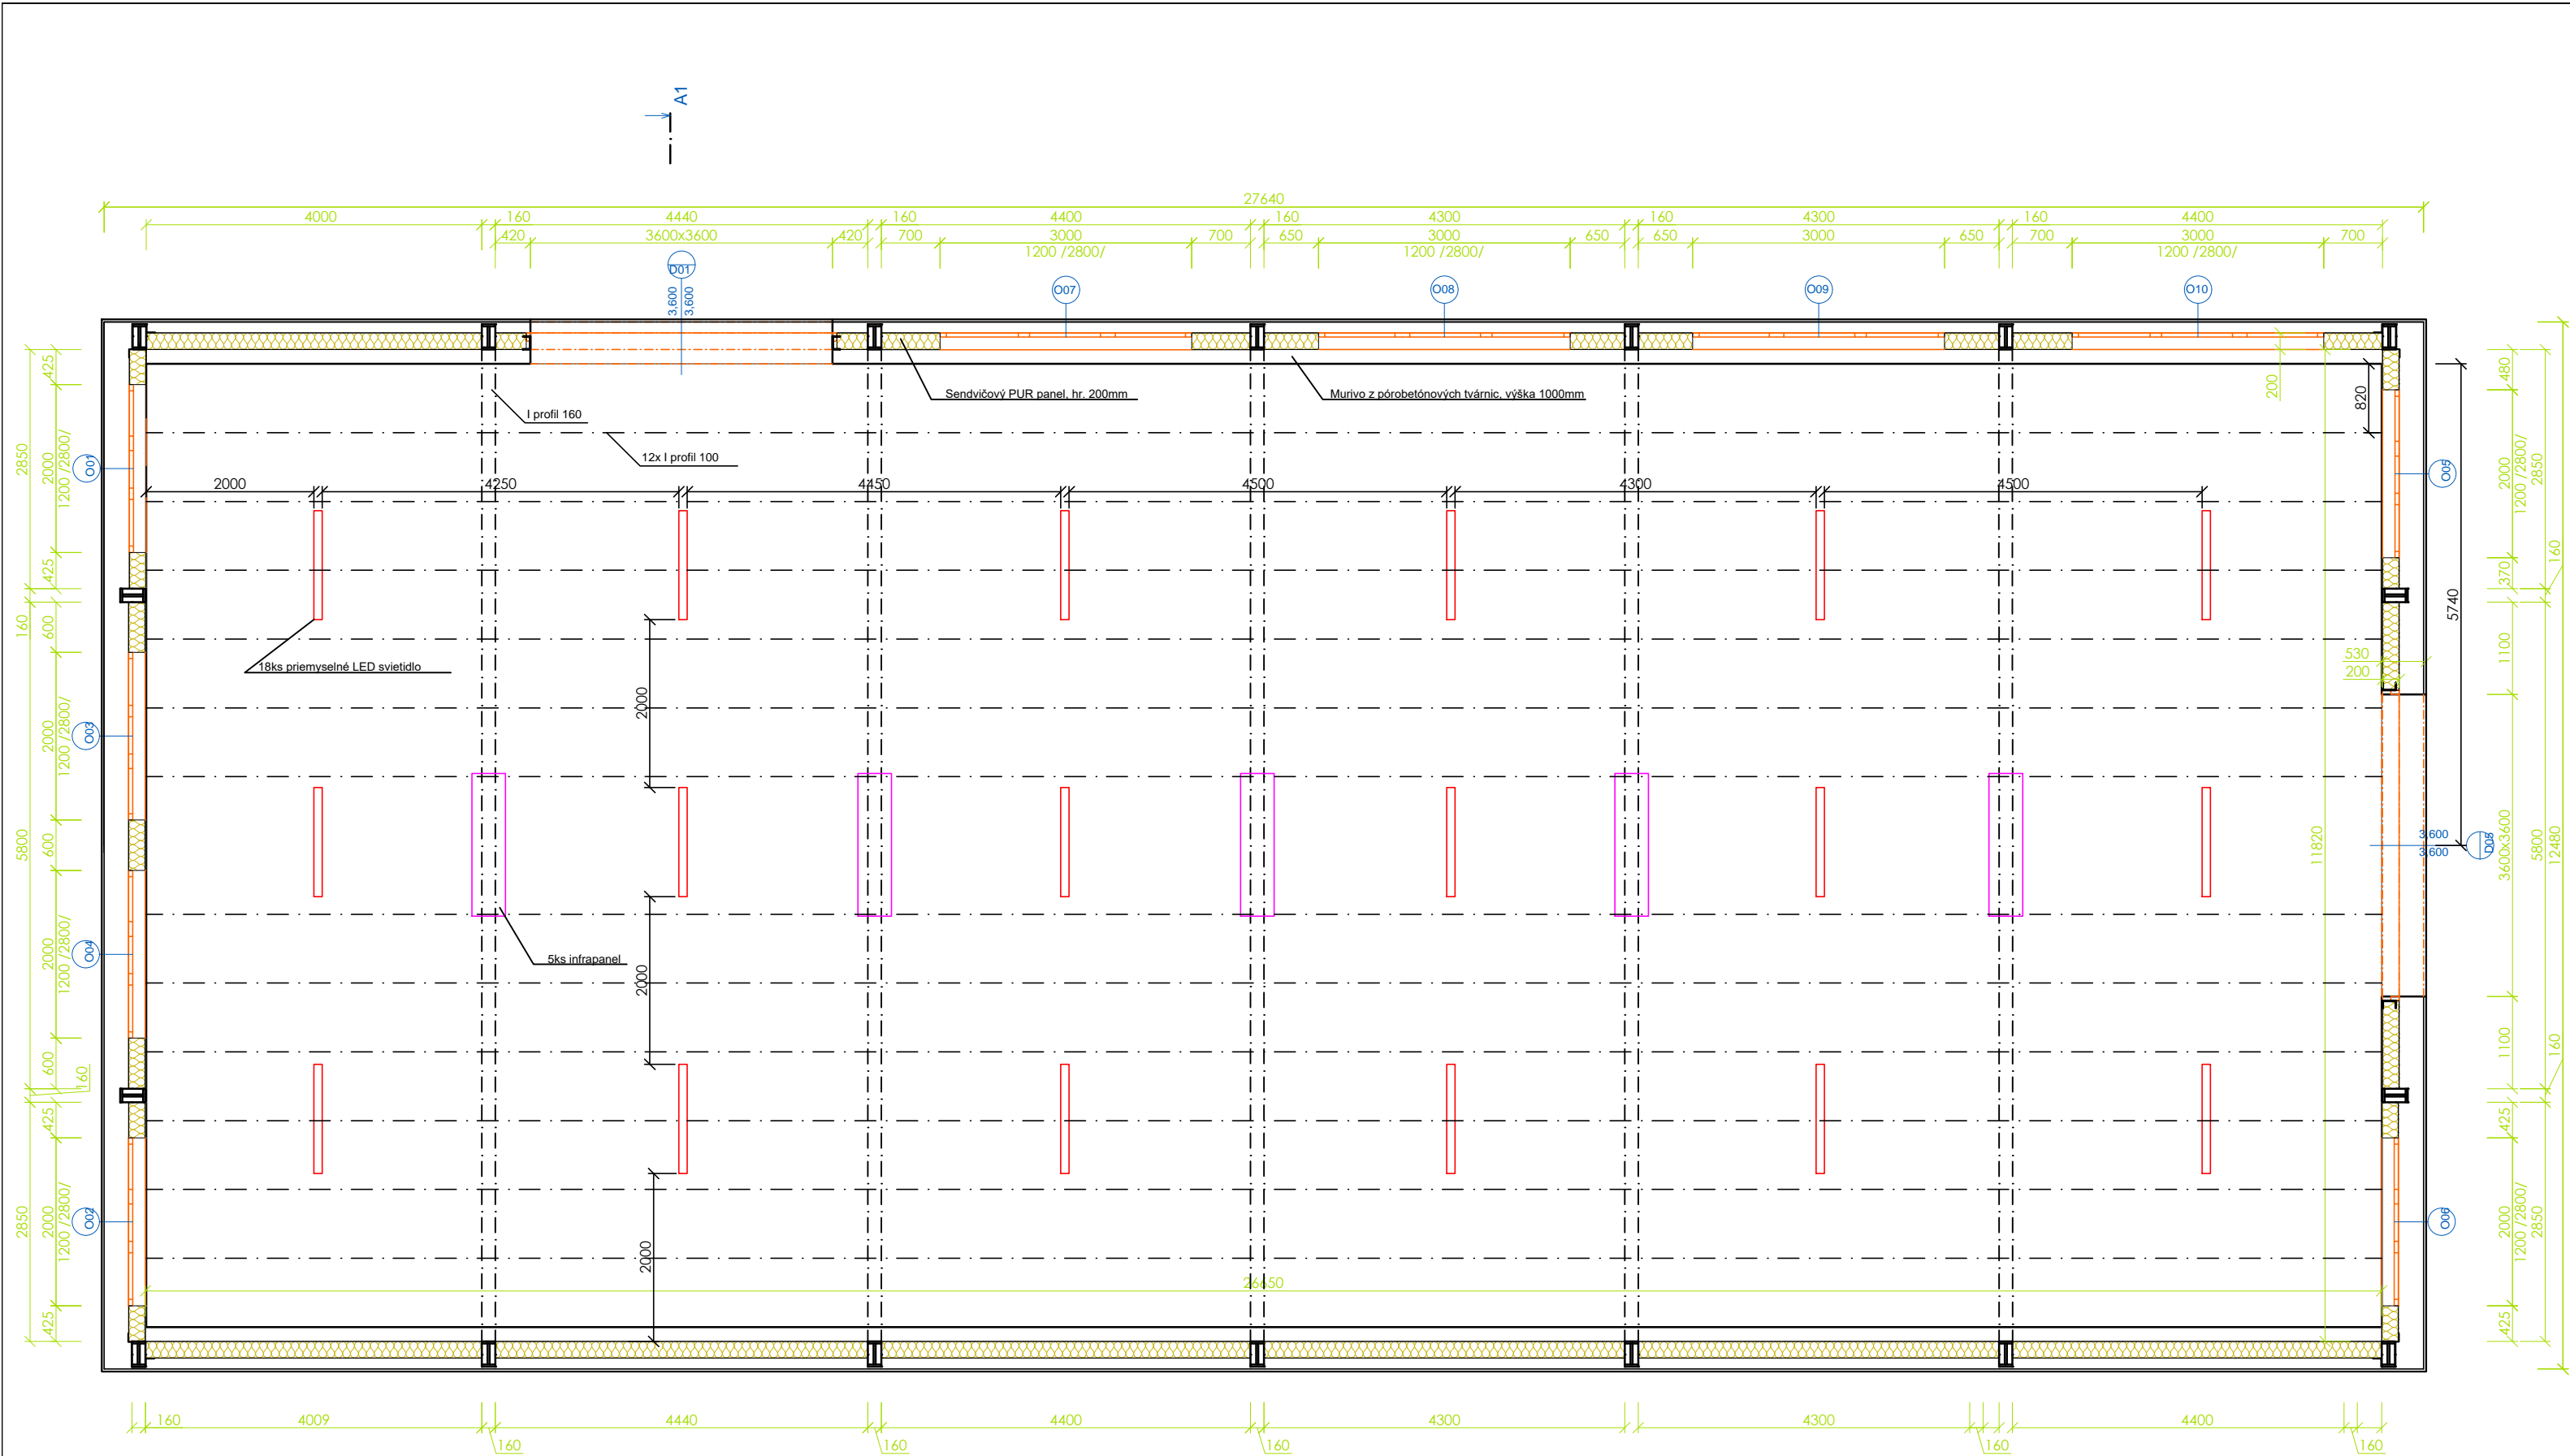 A1
27640
4000 160 4440 160 4400 160 4300 160 4300 160 4400
420 3600x3600 420 700 3000 700 650 3000 650 650 3000 650 700 3000 700
1200 /2800/ 1200 /2800/ 1200 /2800/
D01
3,600
3,600
O07
O08
O09
O10
Sendvičový PUR panel, hr. 200mm
Murivo z pórobetónových tvárnic, výška 1000mm
I profil 160
12x I profil 100
200
820
2000 4250 4450 4500 4300 4500
18ks priemyselné LED svietidlo
2000
5ks infrapanel
2000
2000
26650
11820
530
200
5740
O01
O03
O04
O02
2850
160
5800
160
2850
425
2000
1200 /2800/
425
600
2000
1200 /2800/
600
2000
1200 /2800/
600
425
2000
1200 /2800/
425
O05
3,600
3,600
D05
O06
480
2000
1200 /2800/
370
1100
3600x3600
1100
425
2000
1200 /2800/
425
2850
160
5800
160
2850
12480
160 4009 4440 4400 4300 4300 4400
160 160 160 160 160